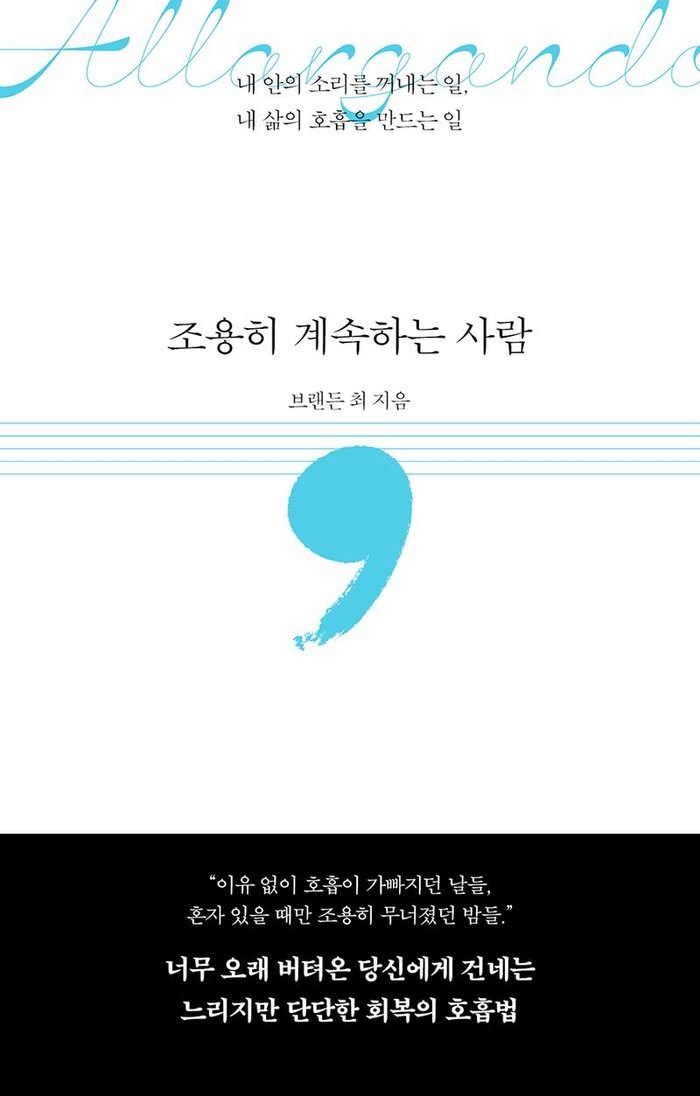 Allargando
내 안의 소리를 꺼내는 일,
내 삶의 호흡을 만드는 일
조용히 계속하는 사람
브랜든 최 지음
“이유 없이 호흡이 가빠지던 날들,
혼자 있을 때만 조용히 무너졌던 밤들.”
너무 오래 버텨온 당신에게 건네는
느리지만 단단한 회복의 호흡법